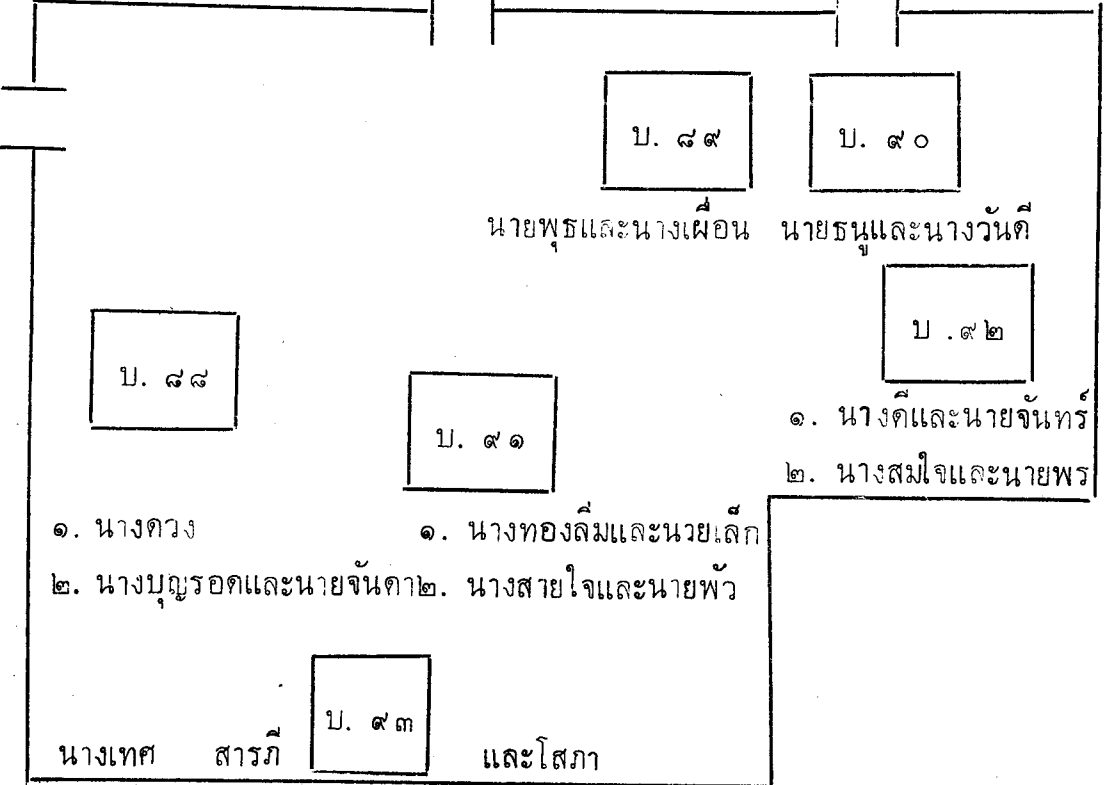 บ. ๘๙
บ. ๙๐
นายพุธและนางเผื่อน
นายธนูและนางวันดี
บ. ๘๘
บ. ๙๑
บ .๙๒
๑. นางดีและนายจันทร์
๒. นางสมใจและนายพร
๑. นางดวง
๒. นางบุญรอดและนายจันดา
๑. นางทองลิ่มและนวยเล็ก
๒. นางสายใจและนายพัว
บ. ๙๓
นางเทศ สารภี และโสภา